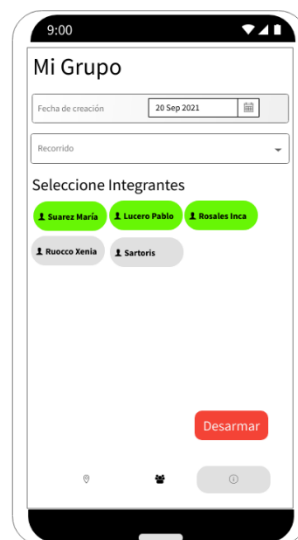 9:00
Mi Grupo
Fecha de creación 20 Sep 2021
Recorrido
Seleccione Integrantes
Suarez María Lucero Pablo Rosales Inca
Ruocco Xenia Sartoris
Desarmar